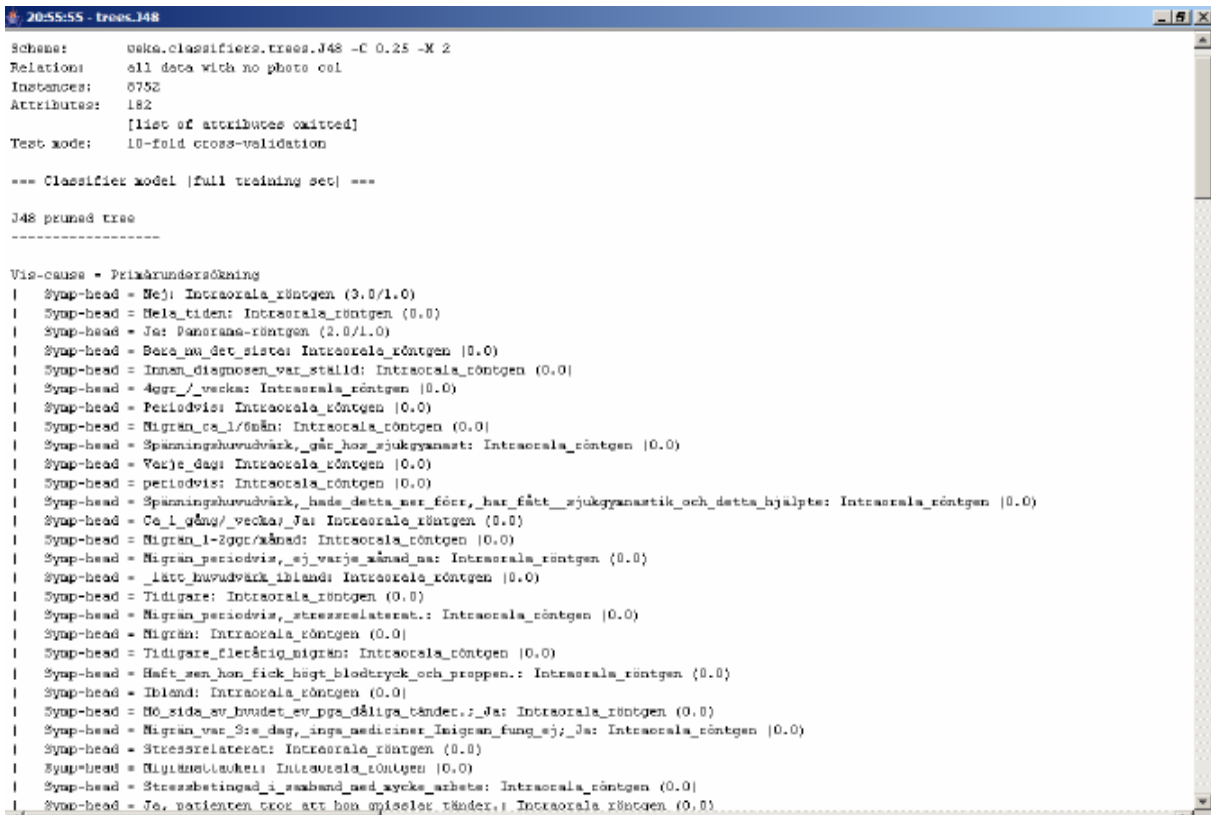 20:55:55 - trees.J48
Scheme: weka.classifiers.trees.J48 -C 0.25 -M 2
Relation: all data with no photo col
Instances: 8752
Attributes: 182
[list of attributes omitted]
Test mode: 10-fold cross-validation
=== Classifier model (full training set) ===
J48 pruned tree
------------------
Vis-cause = Primärundersökning
| Symp-head = Nej: Intraorala_röntgen (3.0/1.0)
| Symp-head = Hela_tiden: Intraorala_röntgen (0.0)
| Symp-head = Ja: Panorama-röntgen (2.0/1.0)
| Symp-head = Bara_nu_det_sista: Intraorala_röntgen (0.0)
| Symp-head = Innan_diagnosen_var_ställd: Intraorala_röntgen (0.0)
| Symp-head = 4ggr_/_vecka: Intraorala_röntgen (0.0)
| Symp-head = Periodvis: Intraorala_röntgen (0.0)
| Symp-head = Migrän_ca_1/6mån: Intraorala_röntgen (0.0)
| Symp-head = Spänningshuvudvärk,_går_hos_sjukgymnast: Intraorala_röntgen (0.0)
| Symp-head = Varje_dag: Intraorala_röntgen (0.0)
| Symp-head = periodvis: Intraorala_röntgen (0.0)
| Symp-head = Spänningshuvudvärk,_hade_detta_mer_förr,_har_fått__sjukgymnastik_och_detta_hjälpte: Intraorala_röntgen (0.0)
| Symp-head = Ca_1_gång/_vecka;_Ja: Intraorala_röntgen (0.0)
| Symp-head = Migrän_1-2ggr/månad: Intraorala_röntgen (0.0)
| Symp-head = Migrän_periodvis,_ej_varje_månad_ma: Intraorala_röntgen (0.0)
| Symp-head = _lätt_huvudvärk_ibland: Intraorala_röntgen (0.0)
| Symp-head = Tidigare: Intraorala_röntgen (0.0)
| Symp-head = Migrän_periodvis,_stressrelaterat.: Intraorala_röntgen (0.0)
| Symp-head = Migrän: Intraorala_röntgen (0.0)
| Symp-head = Tidigare_flerårig_migrän: Intraorala_röntgen (0.0)
| Symp-head = Haft_sen_hon_fick_högt_blodtryck_och_proppen.: Intraorala_röntgen (0.0)
| Symp-head = Ibland: Intraorala_röntgen (0.0)
| Symp-head = Hö_sida_av_hvudet_ev_pga_dåliga_tänder.;_Ja: Intraorala_röntgen (0.0)
| Symp-head = Migrän_var_3:e_dag,_inga_mediciner_Imigran_fung_ej;_Ja: Intraorala_röntgen (0.0)
| Symp-head = Stressrelaterat: Intraorala_röntgen (0.0)
| Symp-head = Migränattacker: Intraorala_röntgen (0.0)
| Symp-head = Stressbetingad_i_samband_med_mycke_arbete: Intraorala_röntgen (0.0)
| Symp-head = Ja,_patienten_tror_att_hon_gnisslar_tänder.: Intraorala_röntgen (0.0)